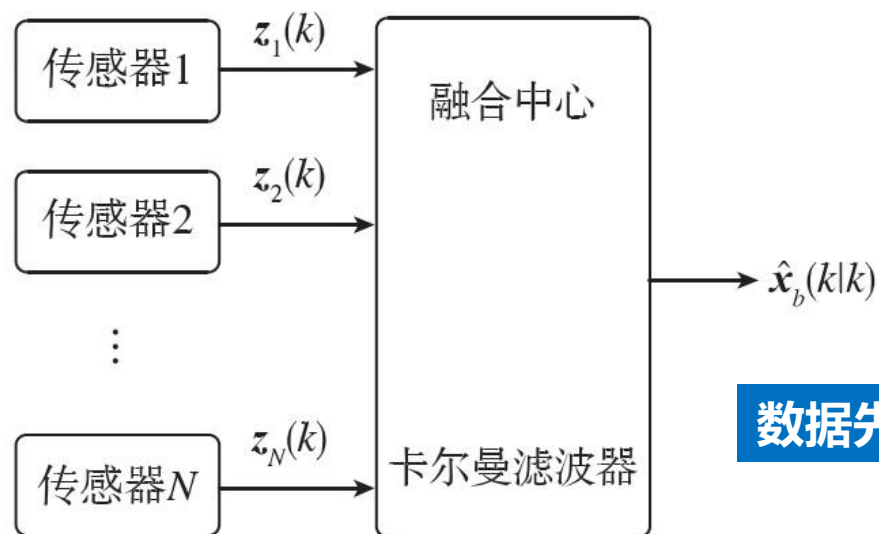 传感器1
z₁(k)
融合中心
传感器2
z₂(k)
x̂_b(k|k)
⋮
数据先
传感器N
z_N(k)
卡尔曼滤波器